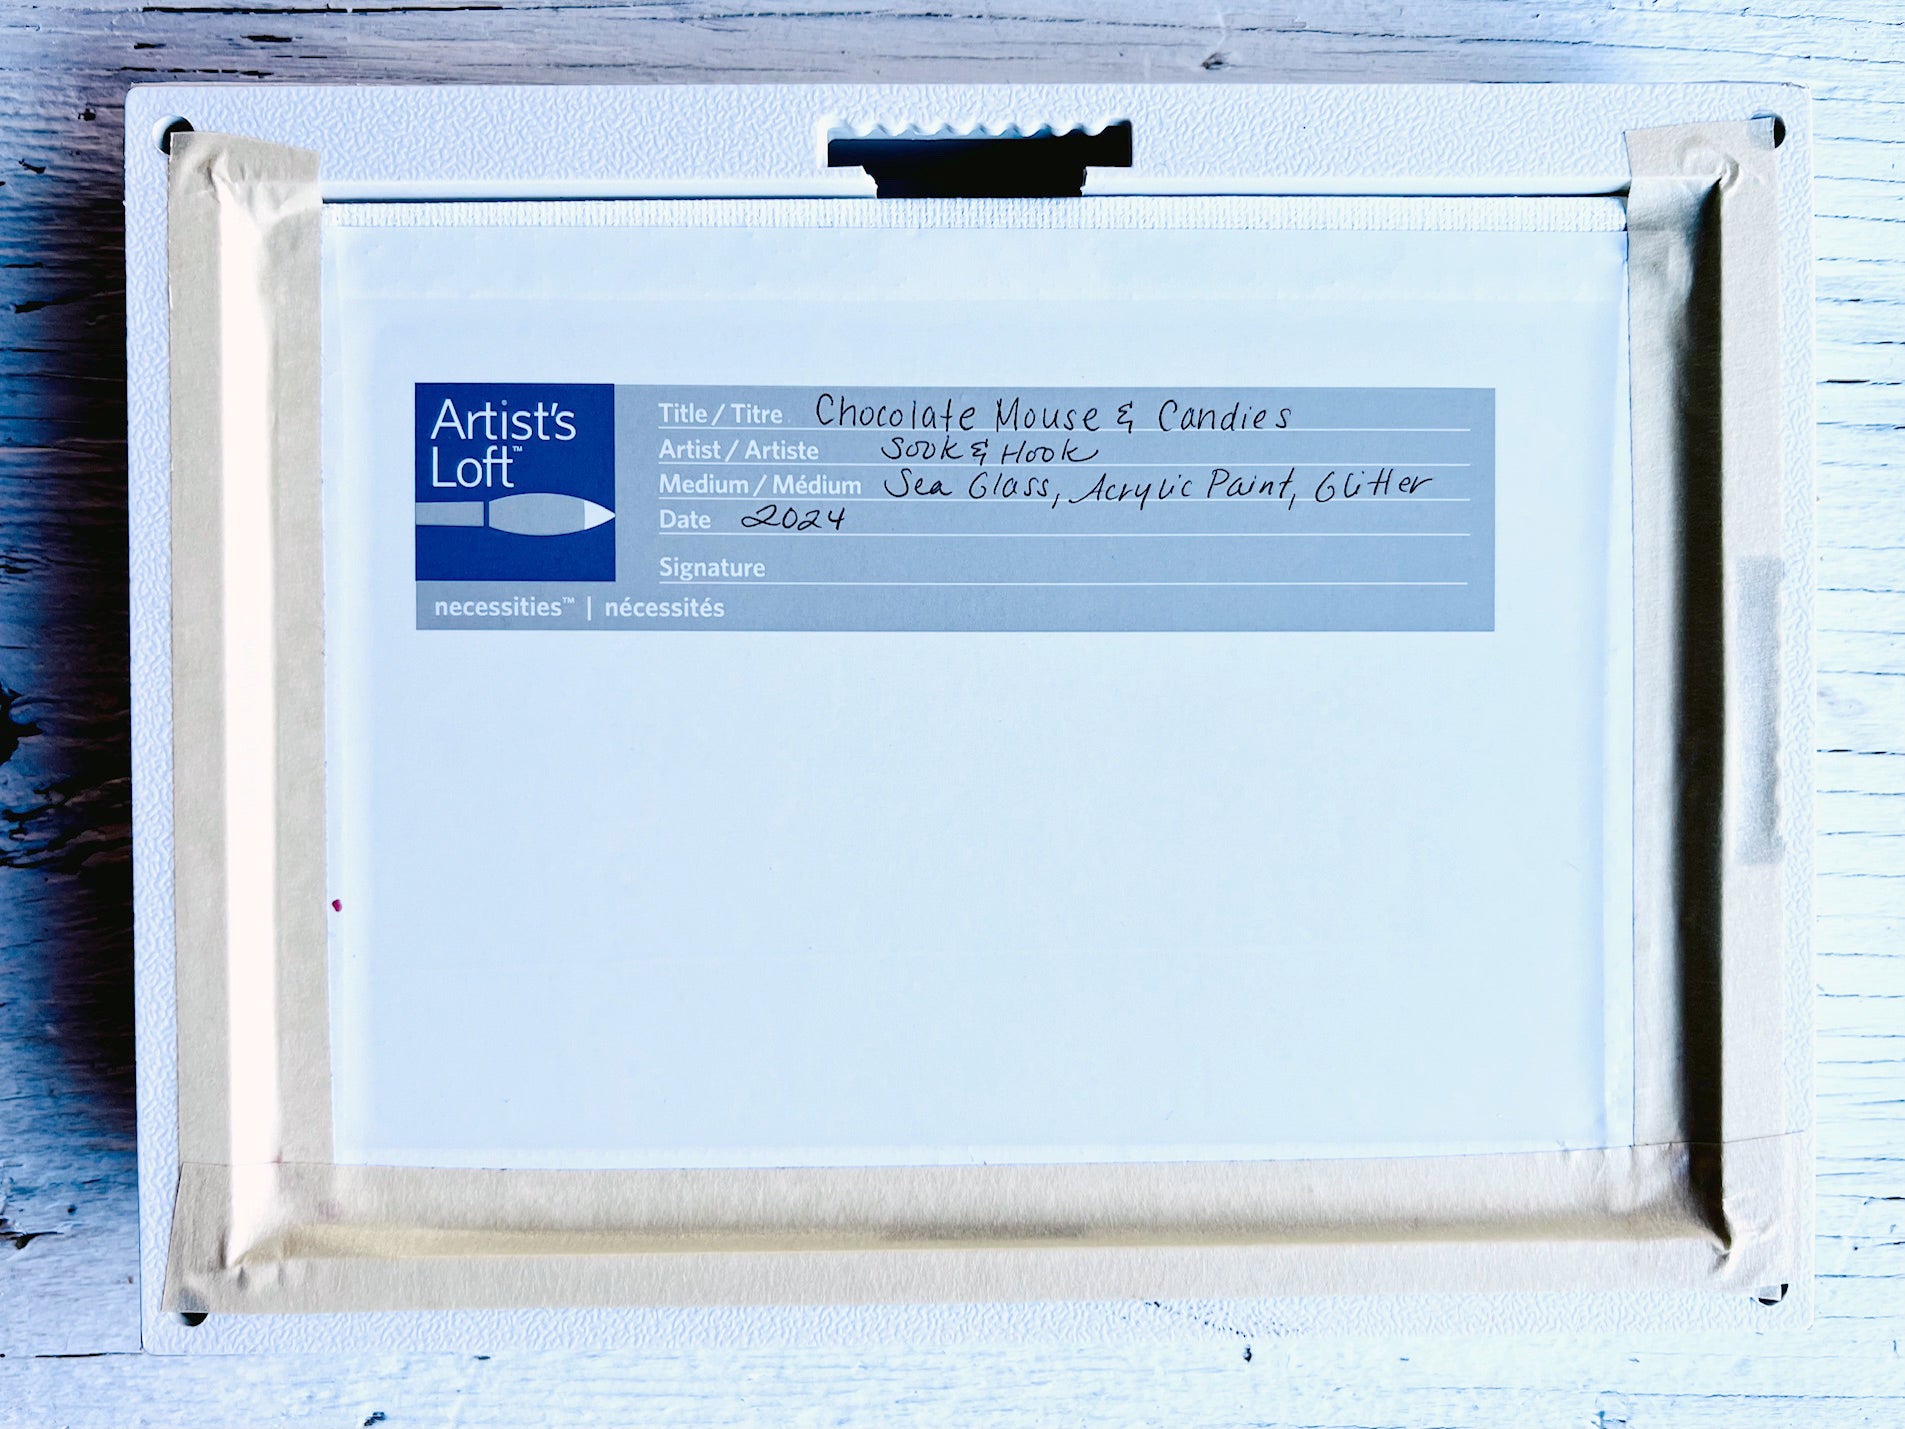 Artist's
Loft™
Title / Titre Chocolate Mouse & Candies
Artist / Artiste Sook & Hook
Medium / Médium Sea Glass, Acrylic Paint, Glitter
Date 2024
Signature
necessities™ | nécessités